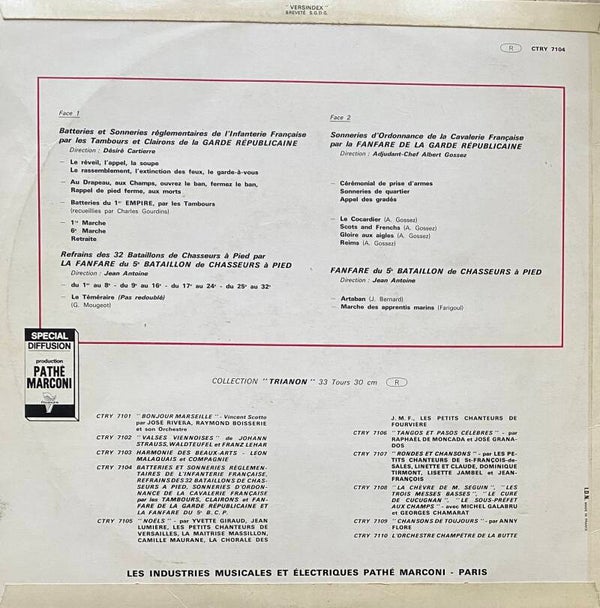 " VERSINDEX "
BREVETÉ S.G.D.G.
R CTRY 7104
Face 1
Batteries et Sonneries réglementaires de l'Infanterie Française
par les Tambours et Clairons de la GARDE RÉPUBLICAINE
Direction : Désiré Cartierre
– Le réveil, l'appel, la soupe
Le rassemblement, l'extinction des feux, le garde-à-vous
– Au Drapeau, aux Champs, ouvrez le ban, fermez le ban,
Rappel de pied ferme, aux morts
– Batteries du 1er EMPIRE, par les Tambours
(recueillies par Charles Gourdins)
– 1re Marche
6e Marche
Retraite
Refrains des 32 Bataillons de Chasseurs à Pied par
LA FANFARE du 5e BATAILLON de CHASSEURS à PIED
Direction : Jean Antoine
– du 1er au 8e - du 9e au 16e - du 17e au 24e - du 25e au 32e
– Le Téméraire (Pas redoublé)
(G. Mougeot)
Face 2
Sonneries d'Ordonnance de la Cavalerie Française
par la FANFARE DE LA GARDE RÉPUBLICAINE
Direction : Adjudant-Chef Albert Gossez
– Cérémonial de prise d'armes
Sonneries de quartier
Appel des gradés
– Le Cocardier (A. Gossez)
Scots and Frenchs (A. Gossez)
Gloire aux aigles (A. Gossez)
Reims (A. Gossez)
FANFARE du 5e BATAILLON de CHASSEURS à PIED
Direction : Jean Antoine
– Artaban (J. Bernard)
– Marche des apprentis marins (Farigoul)
SPECIAL
DIFFUSION
production
PATHÉ
MARCONI
COLLECTION "TRIANON" 33 Tours 30 cm R
CTRY 7101 "BONJOUR MARSEILLE" - Vincent Scotto
par JOSE RIVERA, RAYMOND BOISSERIE
et son Orchestre
CTRY 7102 "VALSES VIENNOISES" de JOHANN
STRAUSS, WALDTEUFEL et FRANZ LEHAR
CTRY 7103 HARMONIE DES BEAUX-ARTS - LEON
MALAQUAIS et COMPAGNIE
CTRY 7104 BATTERIES ET SONNERIES RÉGLEMEN-
TAIRES DE L'INFANTERIE FRANÇAISE,
REFRAINS DES 32 BATAILLONS DE CHAS-
SEURS A PIED, SONNERIES D'ORDON-
NANCE DE LA CAVALERIE FRANÇAISE
par les TAMBOURS, CLAIRONS et FAN-
FARE DE LA GARDE RÉPUBLICAINE ET
LA FANFARE DU 5e B.C.P.
CTRY 7105 "NOELS" - par YVETTE GIRAUD, JEAN
LUMIERE, LES PETITS CHANTEURS DE
VERSAILLES, LA MAITRISE MASSILLON,
CAMILLE MAURANE, LA CHORALE DES
J.M.F., LES PETITS CHANTEURS DE
FOURVIÈRE
CTRY 7106 "TANGOS ET PASOS CÉLÈBRES" - par
RAPHAEL DE MONCADA et JOSE GRANA-
DOS
CTRY 7107 "RONDES ET CHANSONS" - par LES PE-
TITS CHANTEURS DE St-FRANÇOIS-de-
SALES, LINETTE ET CLAUDE, DOMINIQUE
TIRMONT, LISETTE JAMBEL et JEAN-
FRANÇOIS
CTRY 7108 "LA CHÈVRE DE M. SEGUIN", "LES
TROIS MESSES BASSES", "LE CURE
DE CUCUGNAN", "LE SOUS-PREFET
AUX CHAMPS" - avec MICHEL GALABRU
et GEORGES CHAMARAT
CTRY 7109 "CHANSONS DE TOUJOURS" - par ANNY
FLORE
CTRY 7110 L'ORCHESTRE CHAMPÊTRE DE LA BUTTE
LES INDUSTRIES MUSICALES ET ÉLECTRIQUES PATHÉ MARCONI - PARIS